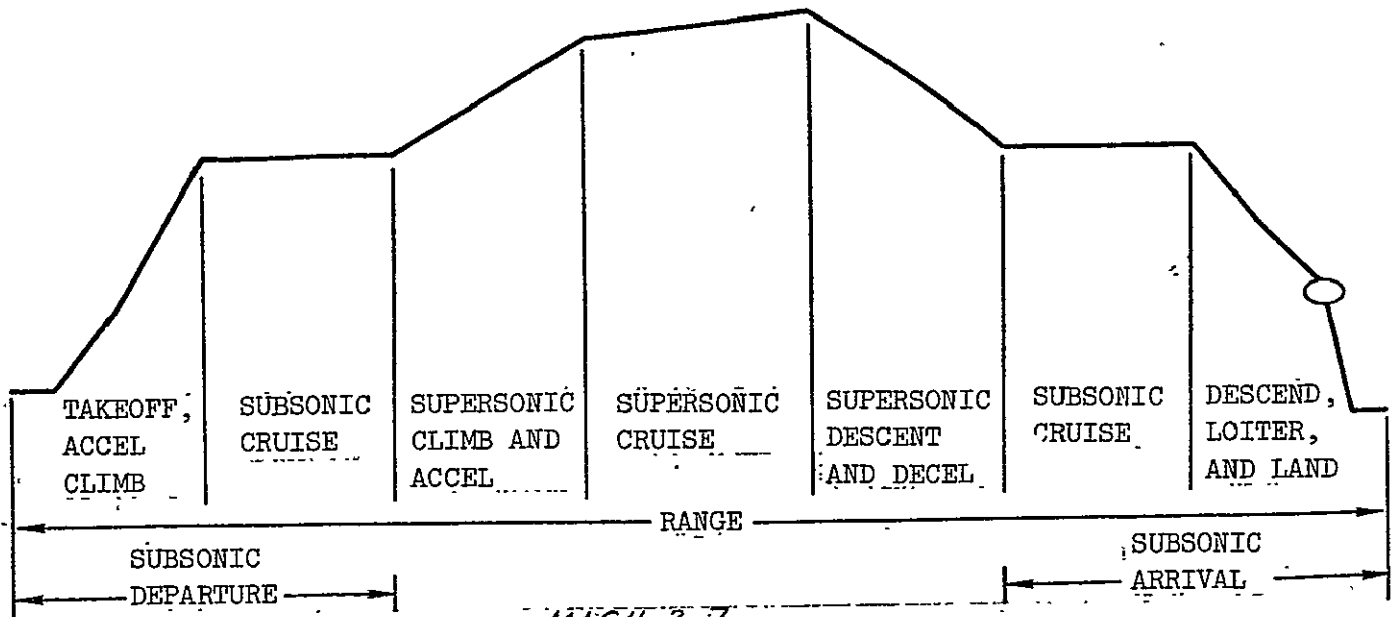 TAKEOFF,
ACCEL
CLIMB
SUBSONIC
CRUISE
SUPERSONIC
CLIMB AND
ACCEL
SUPERSONIC
CRUISE
SUPERSONIC
DESCENT
AND DECEL
SUBSONIC
CRUISE
DESCEND,
LOITER,
AND LAND
RANGE
SUBSONIC
DEPARTURE
SUBSONIC
ARRIVAL